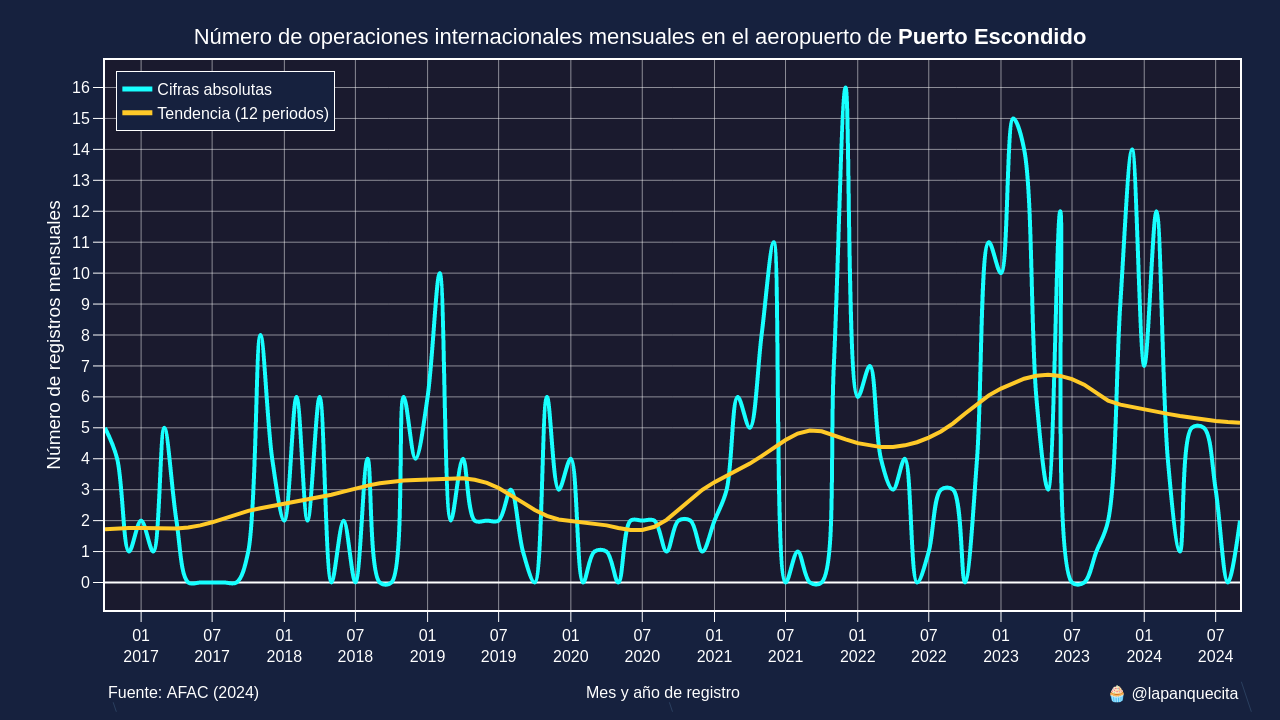 Número de operaciones internacionales mensuales en el aeropuerto de Puerto Escondido
Cifras absolutas
Tendencia (12 periodos)
Número de registros mensuales
16
15
14
13
12
11
10
9
8
7
6
5
4
3
2
1
0
01 07 01 07 01 07 01 07 01 07 01 07 01 07 01 07
2017 2017 2018 2018 2019 2019 2020 2020 2021 2021 2022 2022 2023 2023 2024 2024
Fuente: AFAC (2024)
Mes y año de registro
🧁 @lapanquecita